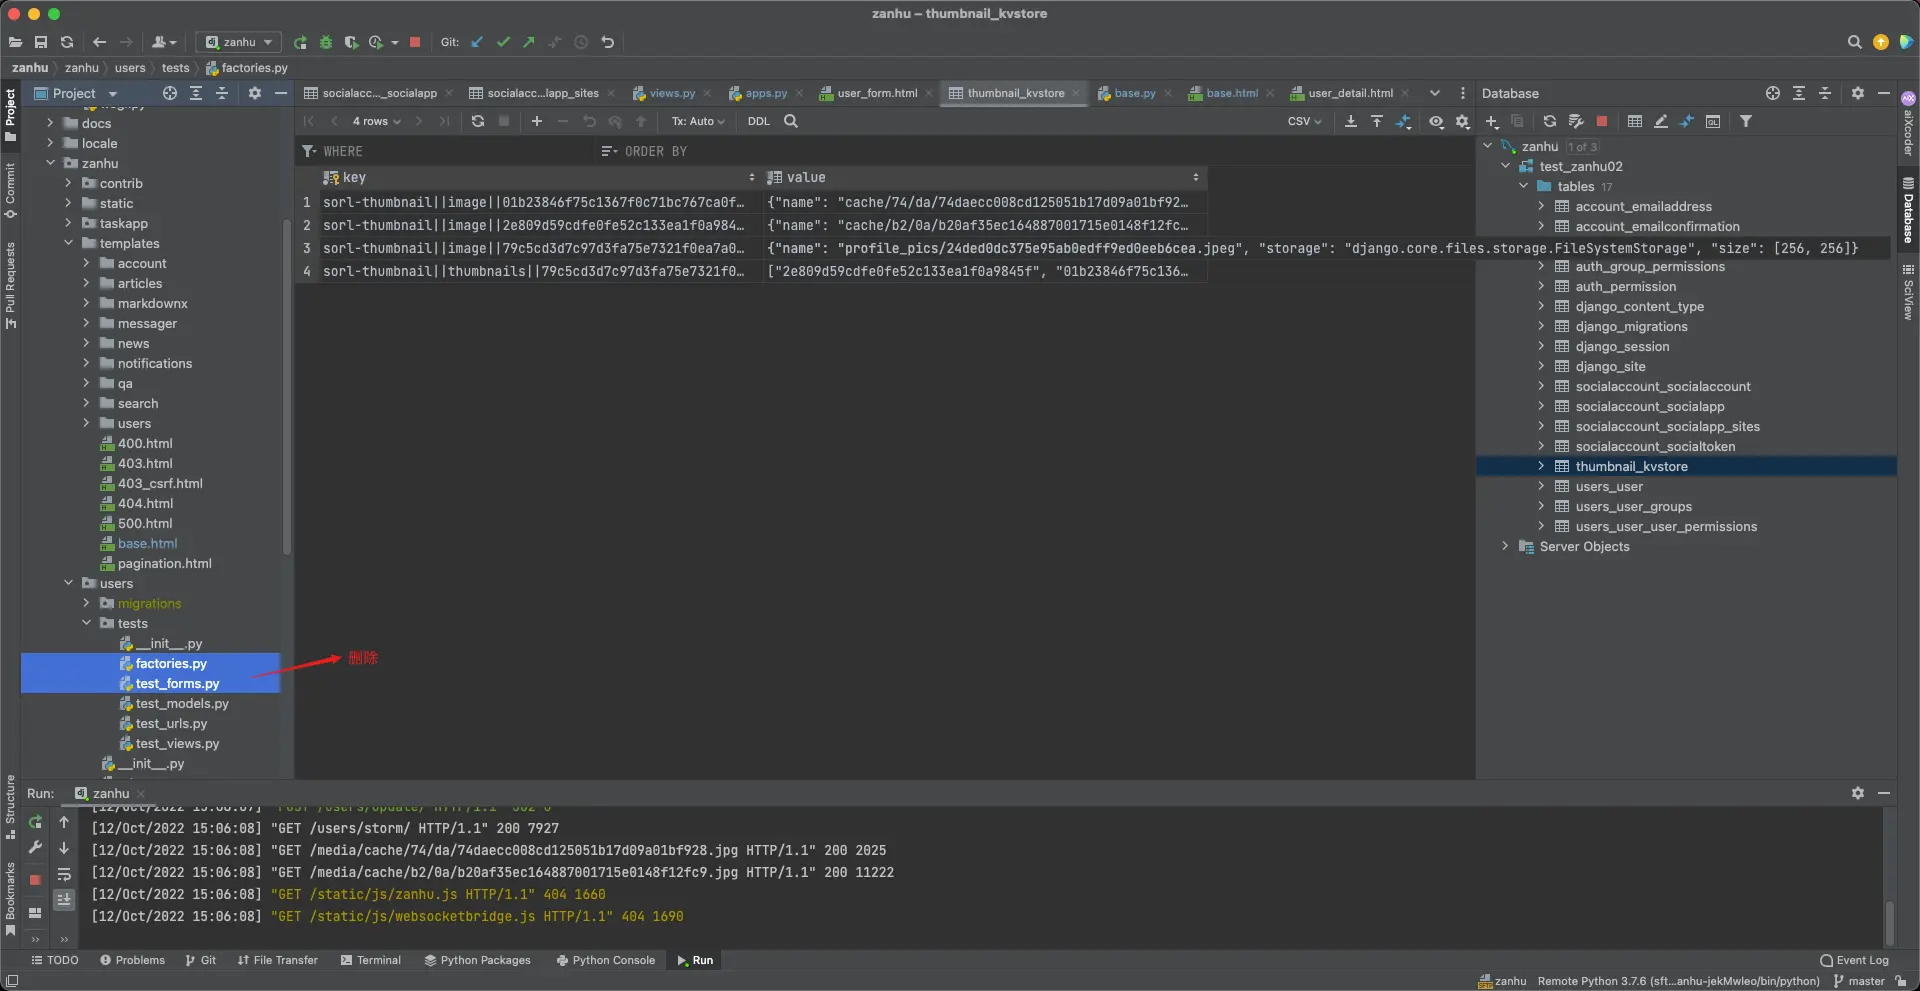 zanhu – thumbnail_kvstore
zanhu
Git:
zanhu
zanhu
users
tests
factories.py
Project
socialacc..._socialapp
socialacc...lapp_sites
views.py
apps.py
user_form.html
thumbnail_kvstore
base.py
base.html
user_detail.html
Database
4 rows
Tx: Auto
DDL
CSV
WHERE
ORDER BY
key
value
1 sorl-thumbnail||image||01b23846f75c1367f0c71bc767ca0f… {"name": "cache/74/da/74daecc008cd125051b17d09a01bf92…
2 sorl-thumbnail||image||2e809d59cdfe0fe52c133ea1f0a984… {"name": "cache/b2/0a/b20af35ec164887001715e0148f12fc…
3 sorl-thumbnail||image||79c5cd3d7c97d3fa75e7321f0ea7a0… {"name": "profile_pics/24ded0dc375e95ab0edff9ed0eeb6cea.jpeg", "storage": "django.core.files.storage.FileSystemStorage", "size": [256, 256]}
4 sorl-thumbnail||thumbnails||79c5cd3d7c97d3fa75e7321f0… ["2e809d59cdfe0fe52c133ea1f0a9845f", "01b23846f75c136…
docs
locale
zanhu
contrib
static
taskapp
templates
account
articles
markdownx
messager
news
notifications
qa
search
users
400.html
403.html
403_csrf.html
404.html
500.html
base.html
pagination.html
users
migrations
tests
__init__.py
factories.py
test_forms.py
test_models.py
test_urls.py
test_views.py
__init__.py
删除
zanhu 1 of 3
test_zanhu02
tables 17
account_emailaddress
account_emailconfirmation
auth_group_permissions
auth_permission
django_content_type
django_migrations
django_session
django_site
socialaccount_socialaccount
socialaccount_socialapp
socialaccount_socialapp_sites
socialaccount_socialtoken
thumbnail_kvstore
users_user
users_user_groups
users_user_user_permissions
Server Objects
Project
Commit
Pull Requests
Structure
Bookmarks
aiXcoder
Database
SciView
Run: zanhu
[12/Oct/2022 15:06:08] "GET /users/storm/ HTTP/1.1" 200 7927
[12/Oct/2022 15:06:08] "GET /media/cache/74/da/74daecc008cd125051b17d09a01bf928.jpg HTTP/1.1" 200 2025
[12/Oct/2022 15:06:08] "GET /media/cache/b2/0a/b20af35ec164887001715e0148f12fc9.jpg HTTP/1.1" 200 11222
[12/Oct/2022 15:06:08] "GET /static/js/zanhu.js HTTP/1.1" 404 1660
[12/Oct/2022 15:06:08] "GET /static/js/websocketbridge.js HTTP/1.1" 404 1690
TODO
Problems
Git
File Transfer
Terminal
Python Packages
Python Console
Run
Event Log
zanhu
Remote Python 3.7.6 (sft...anhu-jekMwleo/bin/python)
master